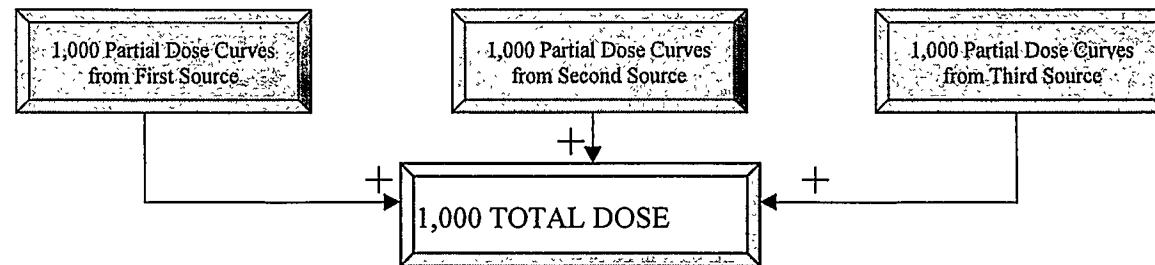 1,000 Partial Dose Curves
from First Source
1,000 Partial Dose Curves
from Second Source
1,000 Partial Dose Curves
from Third Source
+
+
+
1,000 TOTAL DOSE